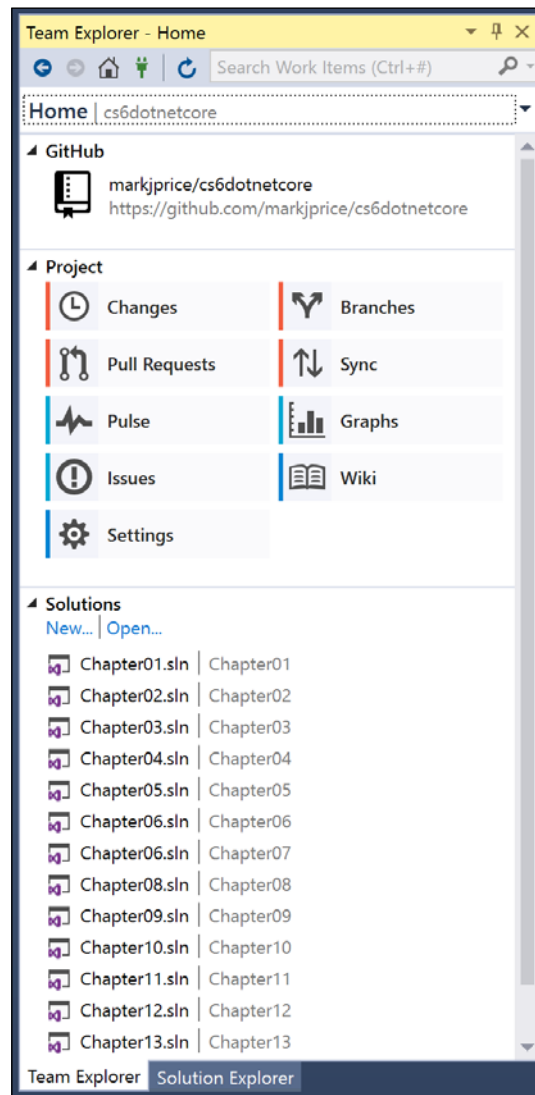 Team Explorer - Home
Search Work Items (Ctrl+#)
Home | cs6dotnetcore
GitHub
markjprice/cs6dotnetcore
https://github.com/markjprice/cs6dotnetcore
Project
Changes Branches
Pull Requests Sync
Pulse Graphs
Issues Wiki
Settings
Solutions
New... | Open...
Chapter01.sln | Chapter01
Chapter02.sln | Chapter02
Chapter03.sln | Chapter03
Chapter04.sln | Chapter04
Chapter05.sln | Chapter05
Chapter06.sln | Chapter06
Chapter06.sln | Chapter07
Chapter08.sln | Chapter08
Chapter09.sln | Chapter09
Chapter10.sln | Chapter10
Chapter11.sln | Chapter11
Chapter12.sln | Chapter12
Chapter13.sln | Chapter13
Team Explorer Solution Explorer